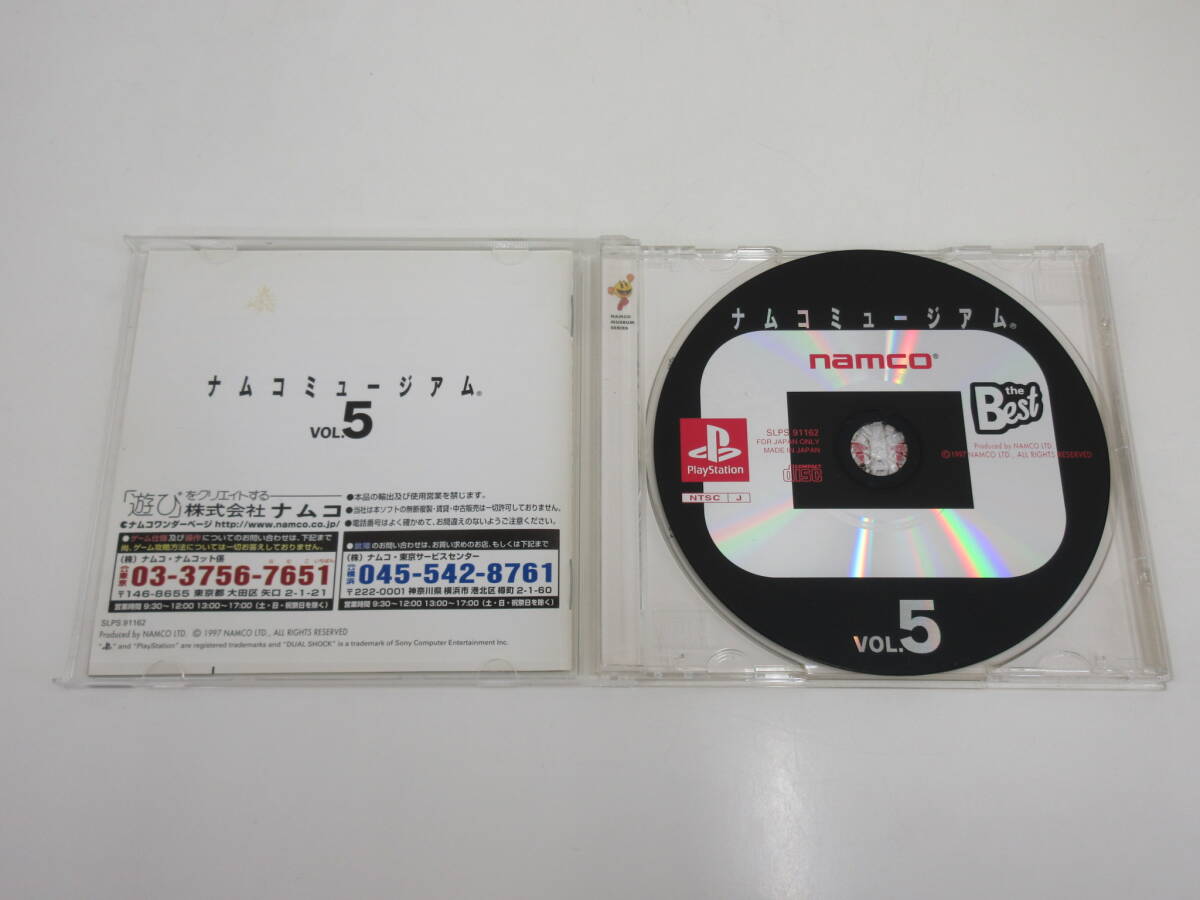 ナムコミュージアム®
VOL.5
「遊び」をクリエイトする
株式会社 ナムコ
ナムコワンダーページ http://www.namco.co.jp/
●本品の輸出及び使用営業を禁じます。
●当社は本ソフトの無断複製・賃貸・中古販売は一切許可しておりません。
●電話番号はよく確かめて、お間違えのないようご注意ください。
●ゲーム仕様及び操作についてのお問い合わせは、下記まで
尚、ゲーム攻略方法については一切お答えしておりません。
(株) ナムコ・ナムコット係
東京 03-3756-7651
〒146-8655 東京都 大田区 矢口 2-1-21
営業時間 9:30～12:00 13:00～17:00 (土・日・祝祭日を除く)
●故障のお問い合わせは、お買い求めのお店、もしくは下記まで
(株) ナムコ・東京サービスセンター
横浜 045-542-8761
〒222-0001 神奈川県 横浜市 港北区 樽町 2-1-60
営業時間 9:30～12:00 13:00～17:00 (土・日・祝祭日を除く)
SLPS 91162
Produced by NAMCO LTD. © 1997 NAMCO LTD., ALL RIGHTS RESERVED
" " and "PlayStation" are registered trademarks and "DUAL SHOCK" is a trademark of Sony Computer Entertainment Inc.
NAMCO
MUSEUM
SERIES
ナムコミュージアム®
namco®
the
Best
SLPS 91162
FOR JAPAN ONLY
MADE IN JAPAN
PlayStation
COMPACT
disc
NTSC J
Produced by NAMCO LTD.
©1997 NAMCO LTD., ALL RIGHTS RESERVED
VOL.5